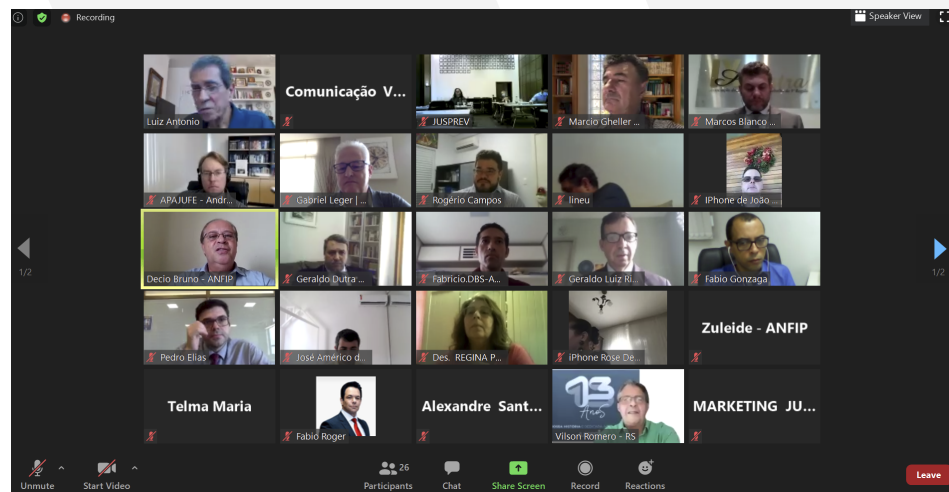 Recording
Speaker View
Luiz Antonio
Comunicação V...
JUSPREV
Marcio Gheller ...
Marcos Blanco ...
APAJUFE - Andr...
Gabriel Leger | ...
Rogério Campos
lineu
IPhone de João ...
1/2
Decio Bruno - ANFIP
Geraldo Dutra ...
Fabricio.DBS-A...
Geraldo Luiz Ri...
Fabio Gonzaga
1/2
Pedro Elias
José Américo d...
Des. REGINA P...
iPhone Rose De...
Zuleide - ANFIP
Telma Maria
Fabio Roger
Alexandre Sant...
13
Anos
Vilson Romero - RS
MARKETING JU...
Unmute
Start Video
26
Participants
Chat
Share Screen
Record
Reactions
Leave